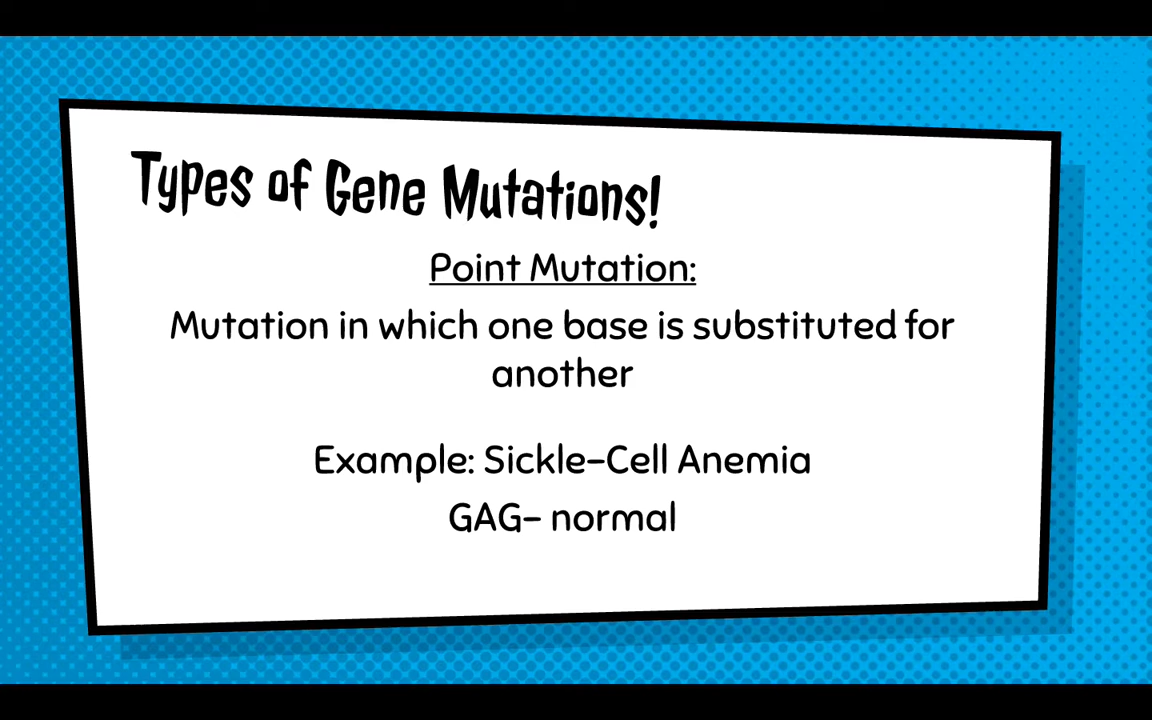 Types of Gene Mutations!
Point Mutation:
Mutation in which one base is substituted for
another
Example: Sickle-Cell Anemia
GAG- normal